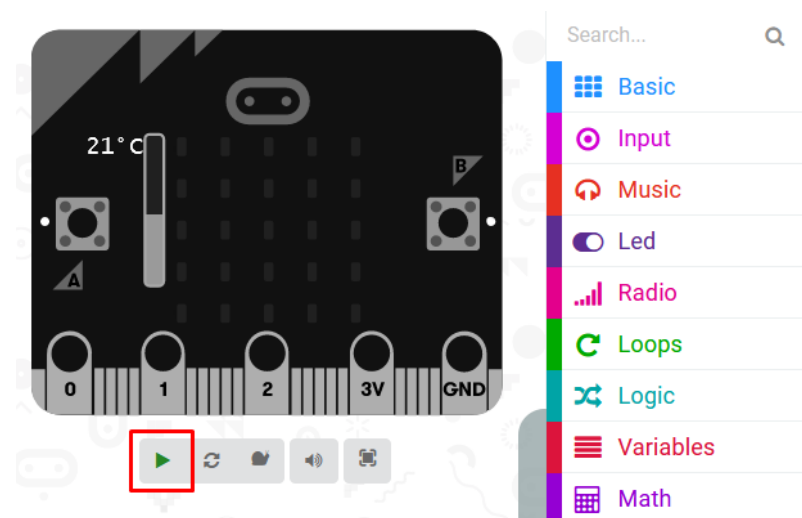 Search...
Basic
Input
Music
Led
Radio
Loops
Logic
Variables
Math
21°C
B
A
0 1 2 3V GND